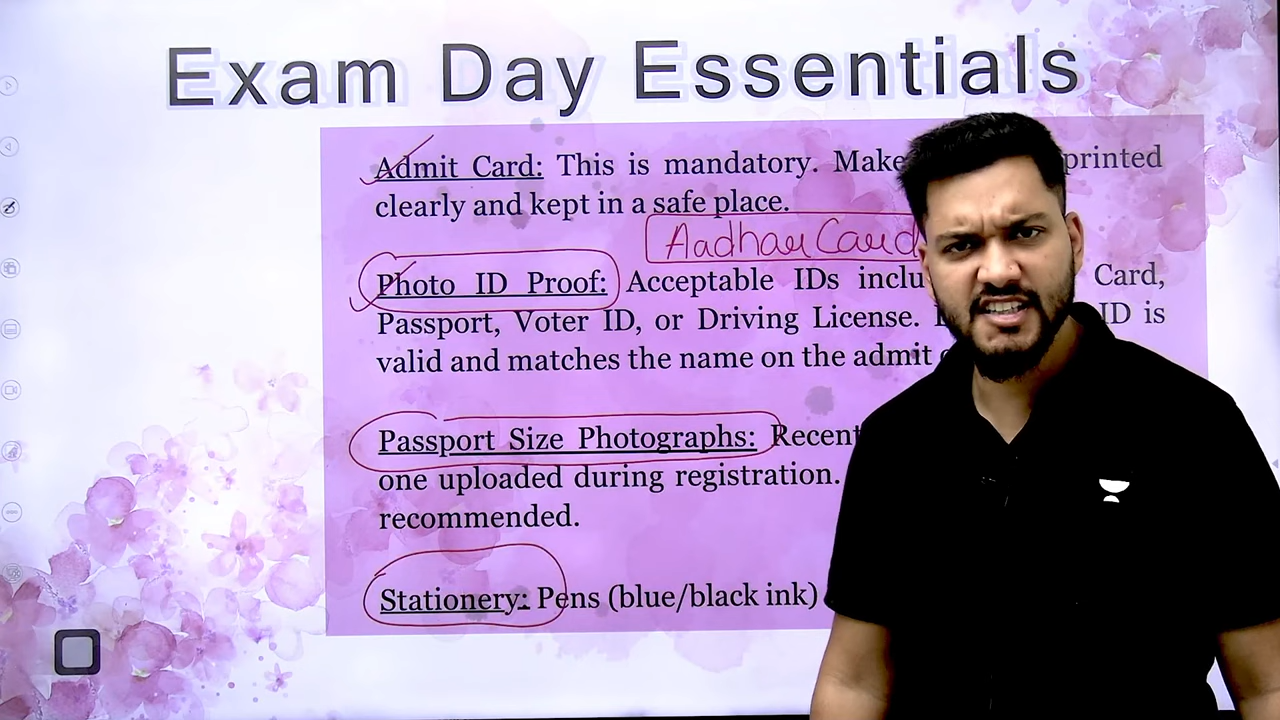 Exam Day Essentials
Admit Card: This is mandatory. Make printed
clearly and kept in a safe place.
Aadhar Card
Photo ID Proof: Acceptable IDs Card,
Passport, Voter ID, or Driving License. ID is
valid and matches the name on the admit
Passport Size Photographs: Recent
one uploaded during registration.
recommended.
Stationery: Pens (blue/black ink)